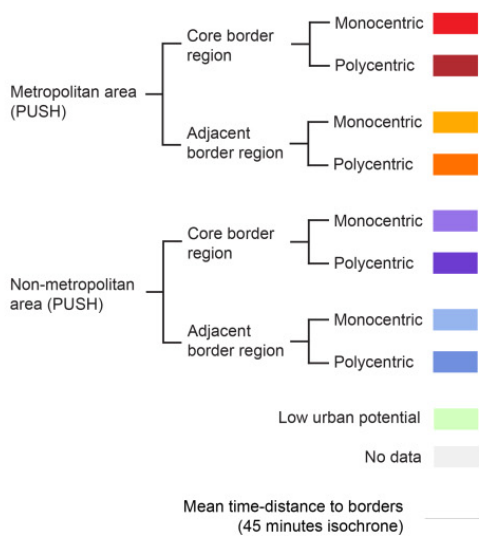 Monocentric
Core border
region
Polycentric
Metropolitan area
(PUSH)
Monocentric
Adjacent
border region
Polycentric
Monocentric
Core border
region
Polycentric
Non-metropolitan
area (PUSH)
Monocentric
Adjacent
border region
Polycentric
Low urban potential
No data
Mean time-distance to borders
(45 minutes isochrone)